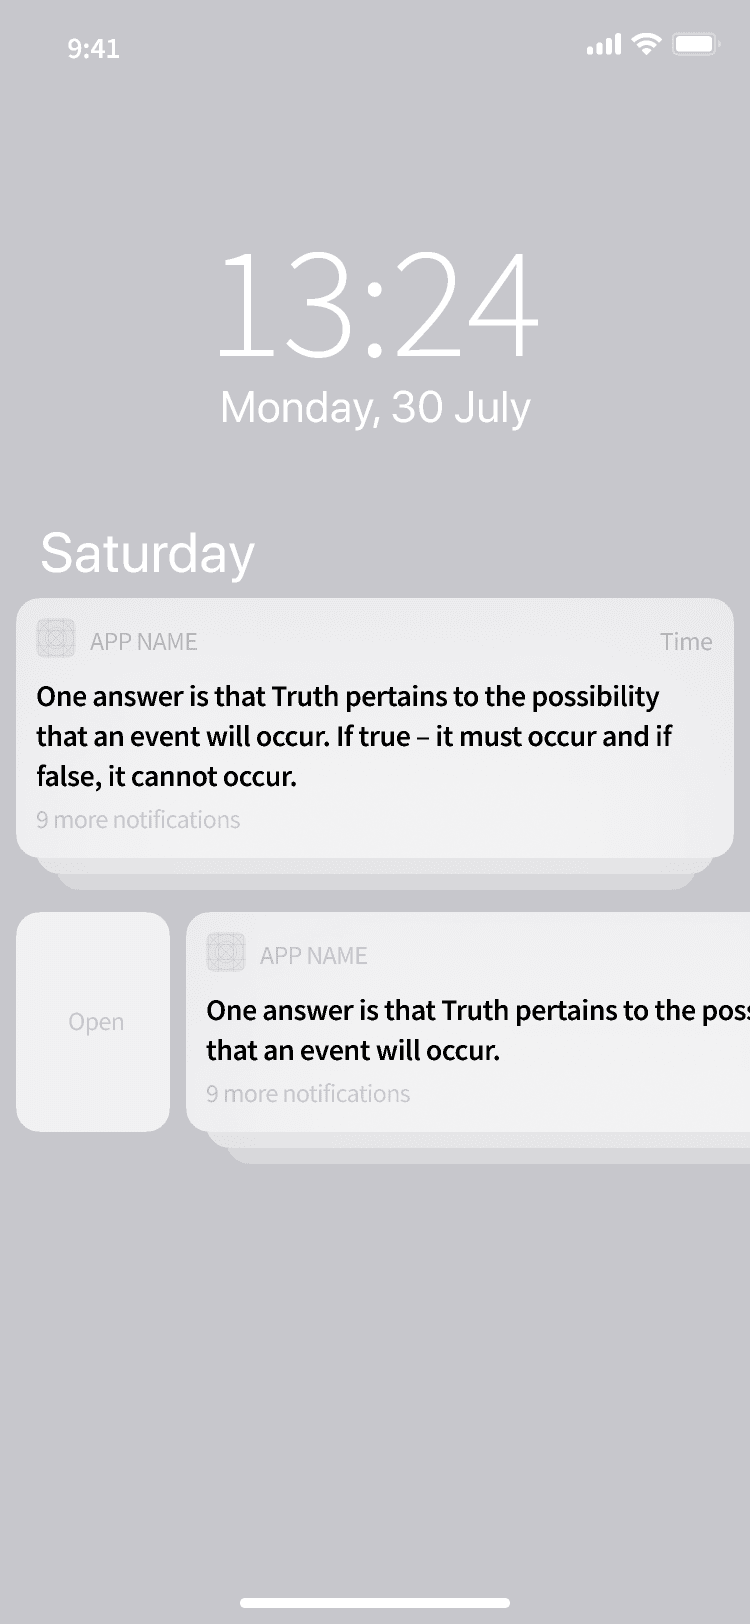 9:41
13:24
Monday, 30 July
Saturday
APP NAME Time
One answer is that Truth pertains to the possibility
that an event will occur. If true – it must occur and if
false, it cannot occur.
9 more notifications
Open
APP NAME
One answer is that Truth pertains to the poss
that an event will occur.
9 more notifications